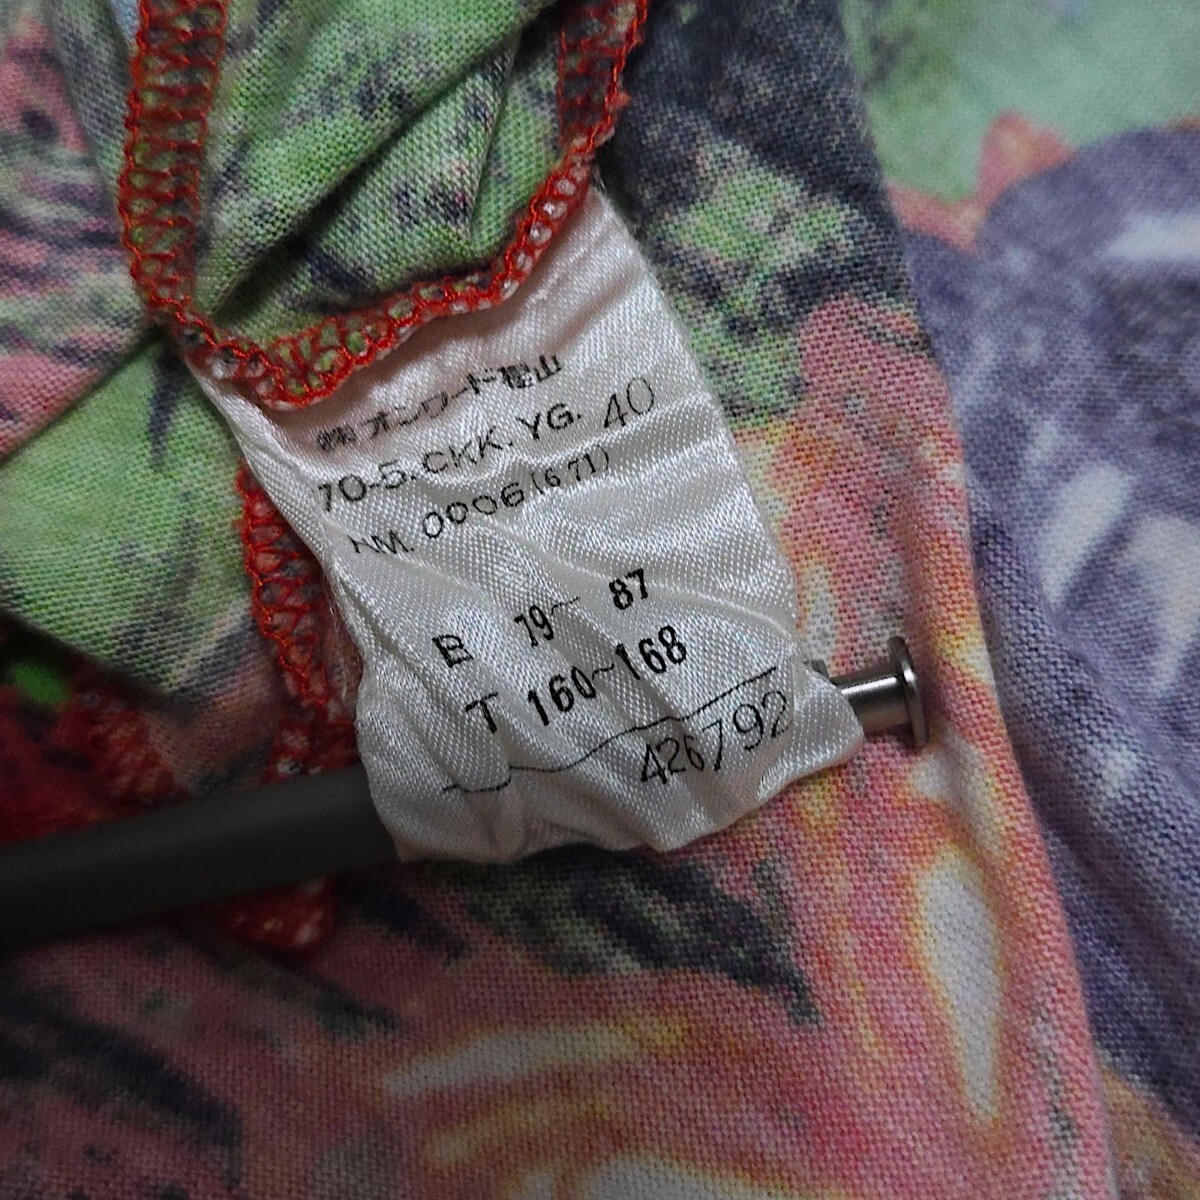 ㈱オンワード樫山
70-5.CKK.YG. 40
HM. 0006(671)
B 79~ 87
T 160~168
426792